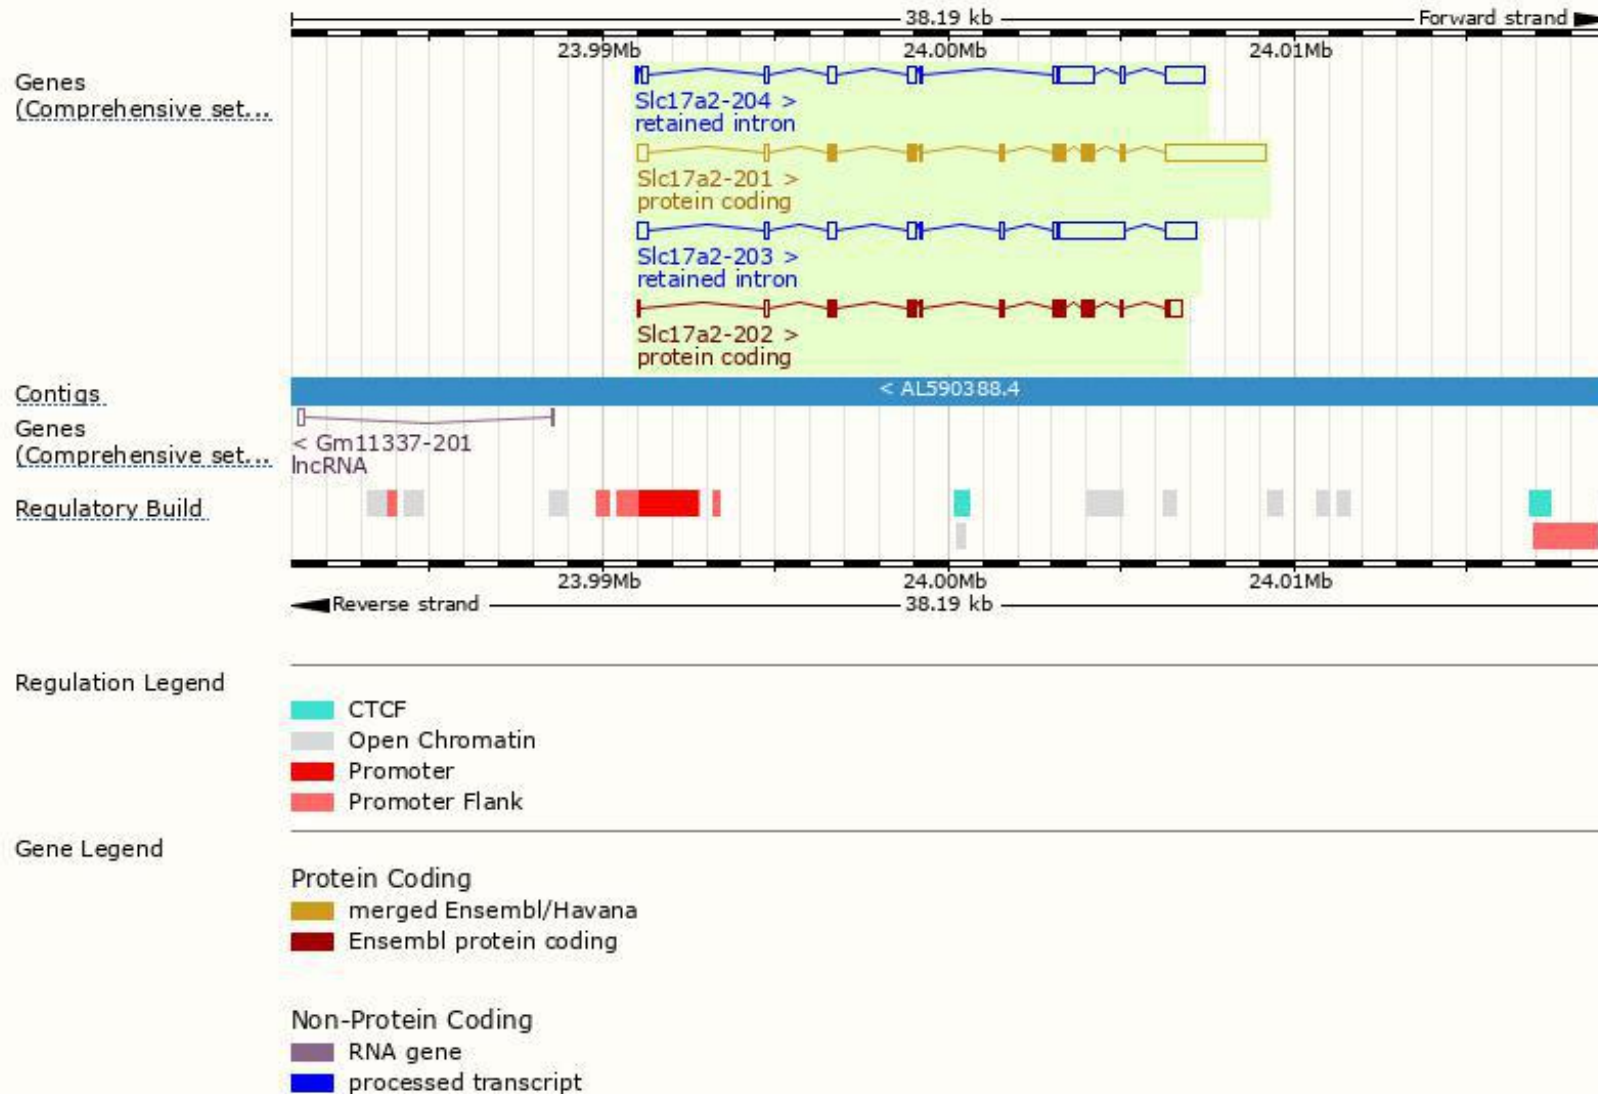 38.19 kb Forward strand
23.99Mb 24.00Mb 24.01Mb
Genes
(Comprehensive set...
Slc17a2-204 >
retained intron
Slc17a2-201 >
protein coding
Slc17a2-203 >
retained intron
Slc17a2-202 >
protein coding
Contigs
< AL590388.4
Genes
(Comprehensive set...
< Gm11337-201
lncRNA
Regulatory Build
23.99Mb 24.00Mb 24.01Mb
Reverse strand 38.19 kb
Regulation Legend
CTCF
Open Chromatin
Promoter
Promoter Flank
Gene Legend
Protein Coding
merged Ensembl/Havana
Ensembl protein coding
Non-Protein Coding
RNA gene
processed transcript